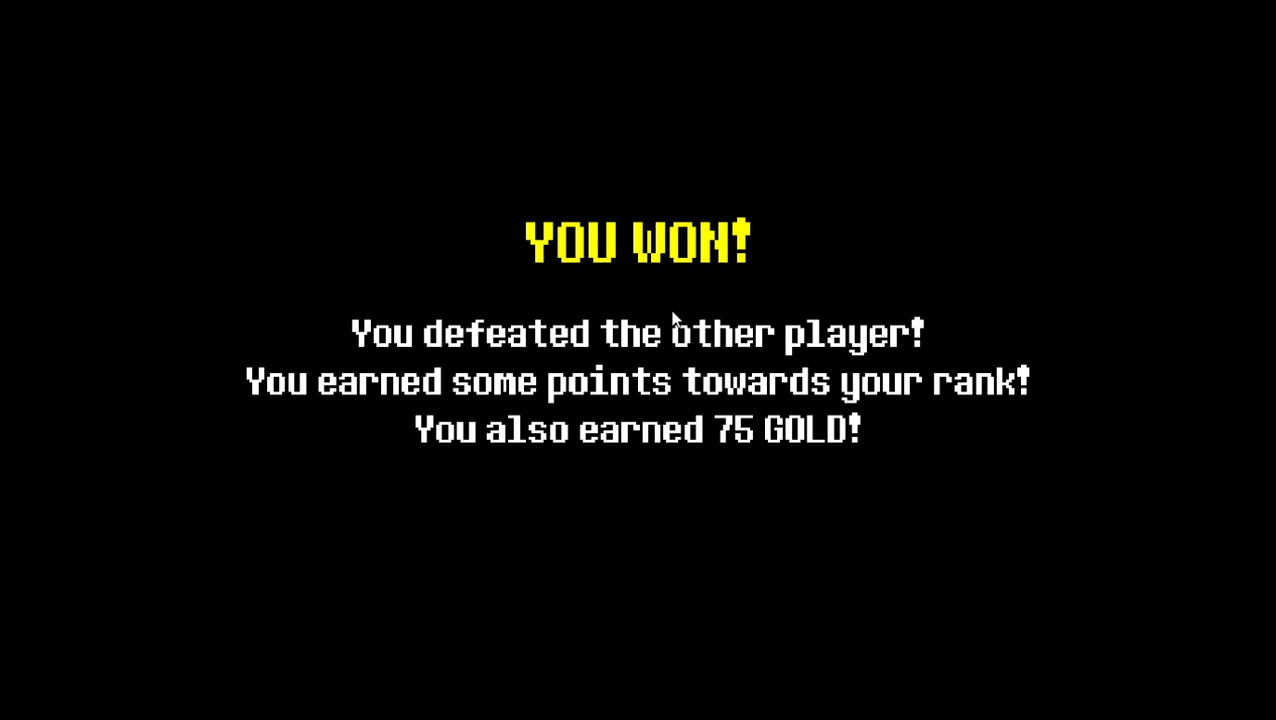 YOU WON!
You defeated the other player!
You earned some points towards your rank!
You also earned 75 GOLD!